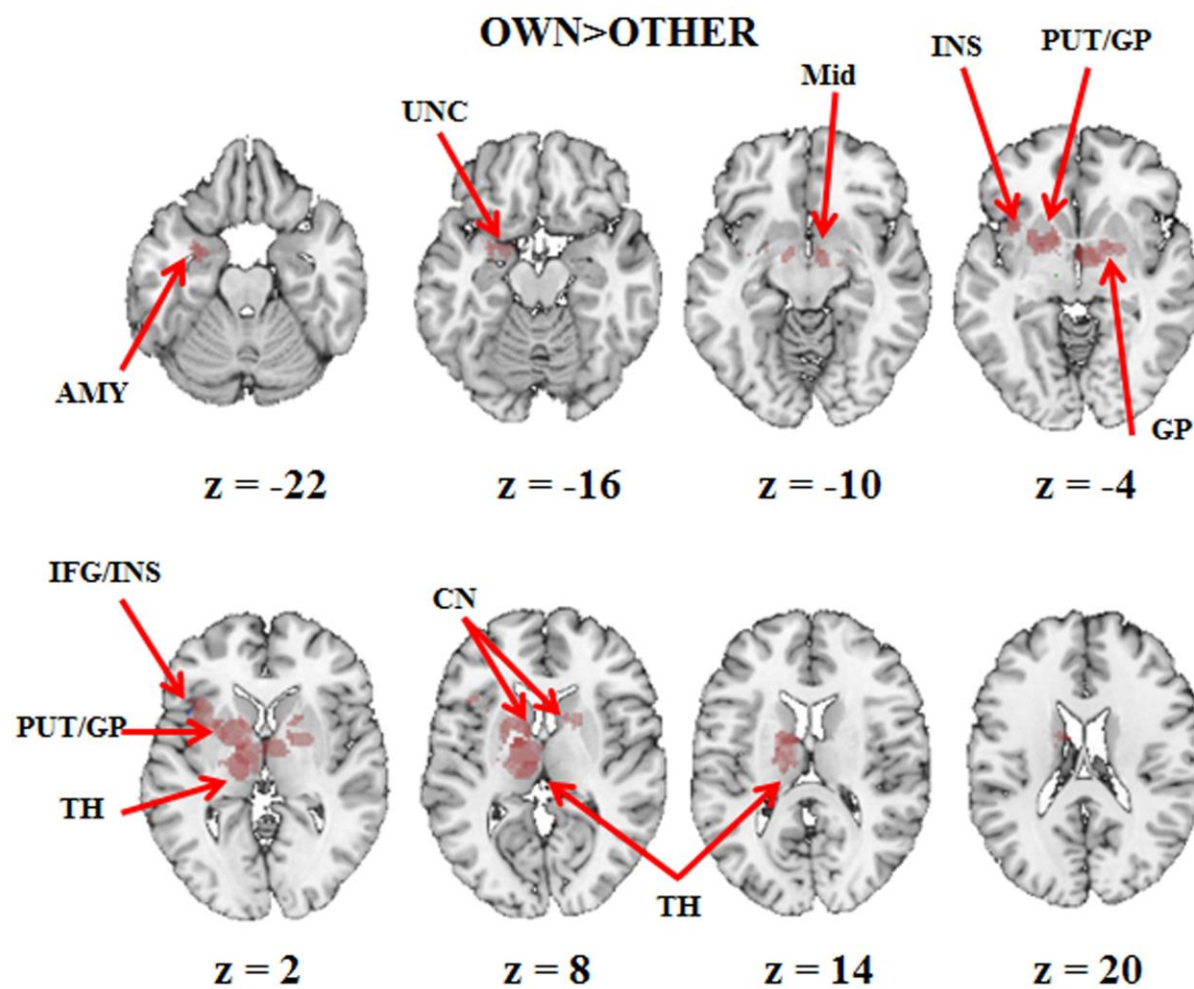 OWN>OTHER
INS
PUT/GP
Mid
UNC
AMY
GP
z = -22
z = -16
z = -10
z = -4
IFG/INS
CN
PUT/GP
TH
TH
z = 2
z = 8
z = 14
z = 20